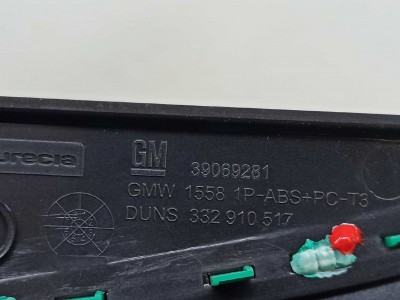 urecia
GM 39069281
GMW 1558 1P-ABS+PC-T3
DUNS 332 910 517